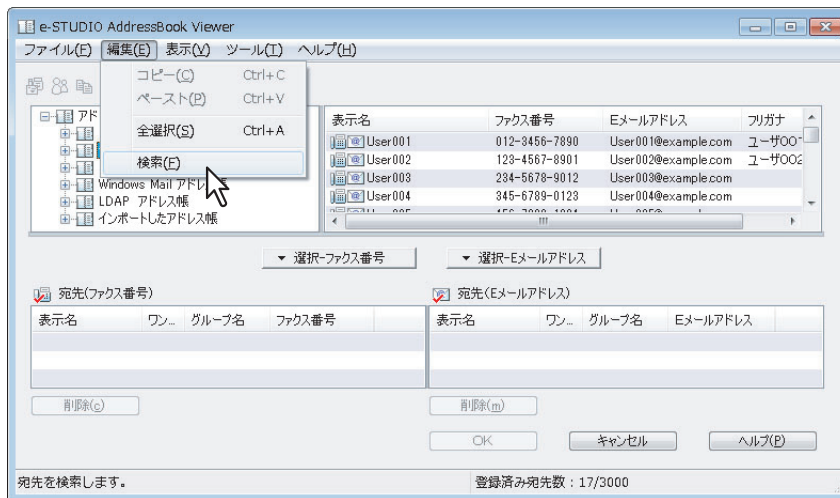 e-STUDIO AddressBook Viewer
ファイル(F) 編集(E) 表示(V) ツール(T) ヘルプ(H)
コピー(C) Ctrl+C
ペースト(P) Ctrl+V
全選択(S) Ctrl+A
検索(F)
アド
Windows Mail アドレ
LDAP アドレス帳
インポートしたアドレス帳
表示名 ファクス番号 Eメールアドレス フリガナ
User001 012-3456-7890 User001@example.com ユーザ001
User002 123-4567-8901 User002@example.com ユーザ002
User003 234-5678-9012 User003@example.com
User004 345-6789-0123 User004@example.com
選択-ファクス番号 選択-Eメールアドレス
宛先(ファクス番号) 宛先(Eメールアドレス)
表示名 ワン... グループ名 ファクス番号 表示名 ワン... グループ名 Eメールアドレス
削除(c) 削除(m)
OK キャンセル ヘルプ(P)
宛先を検索します。 登録済み宛先数:17/3000